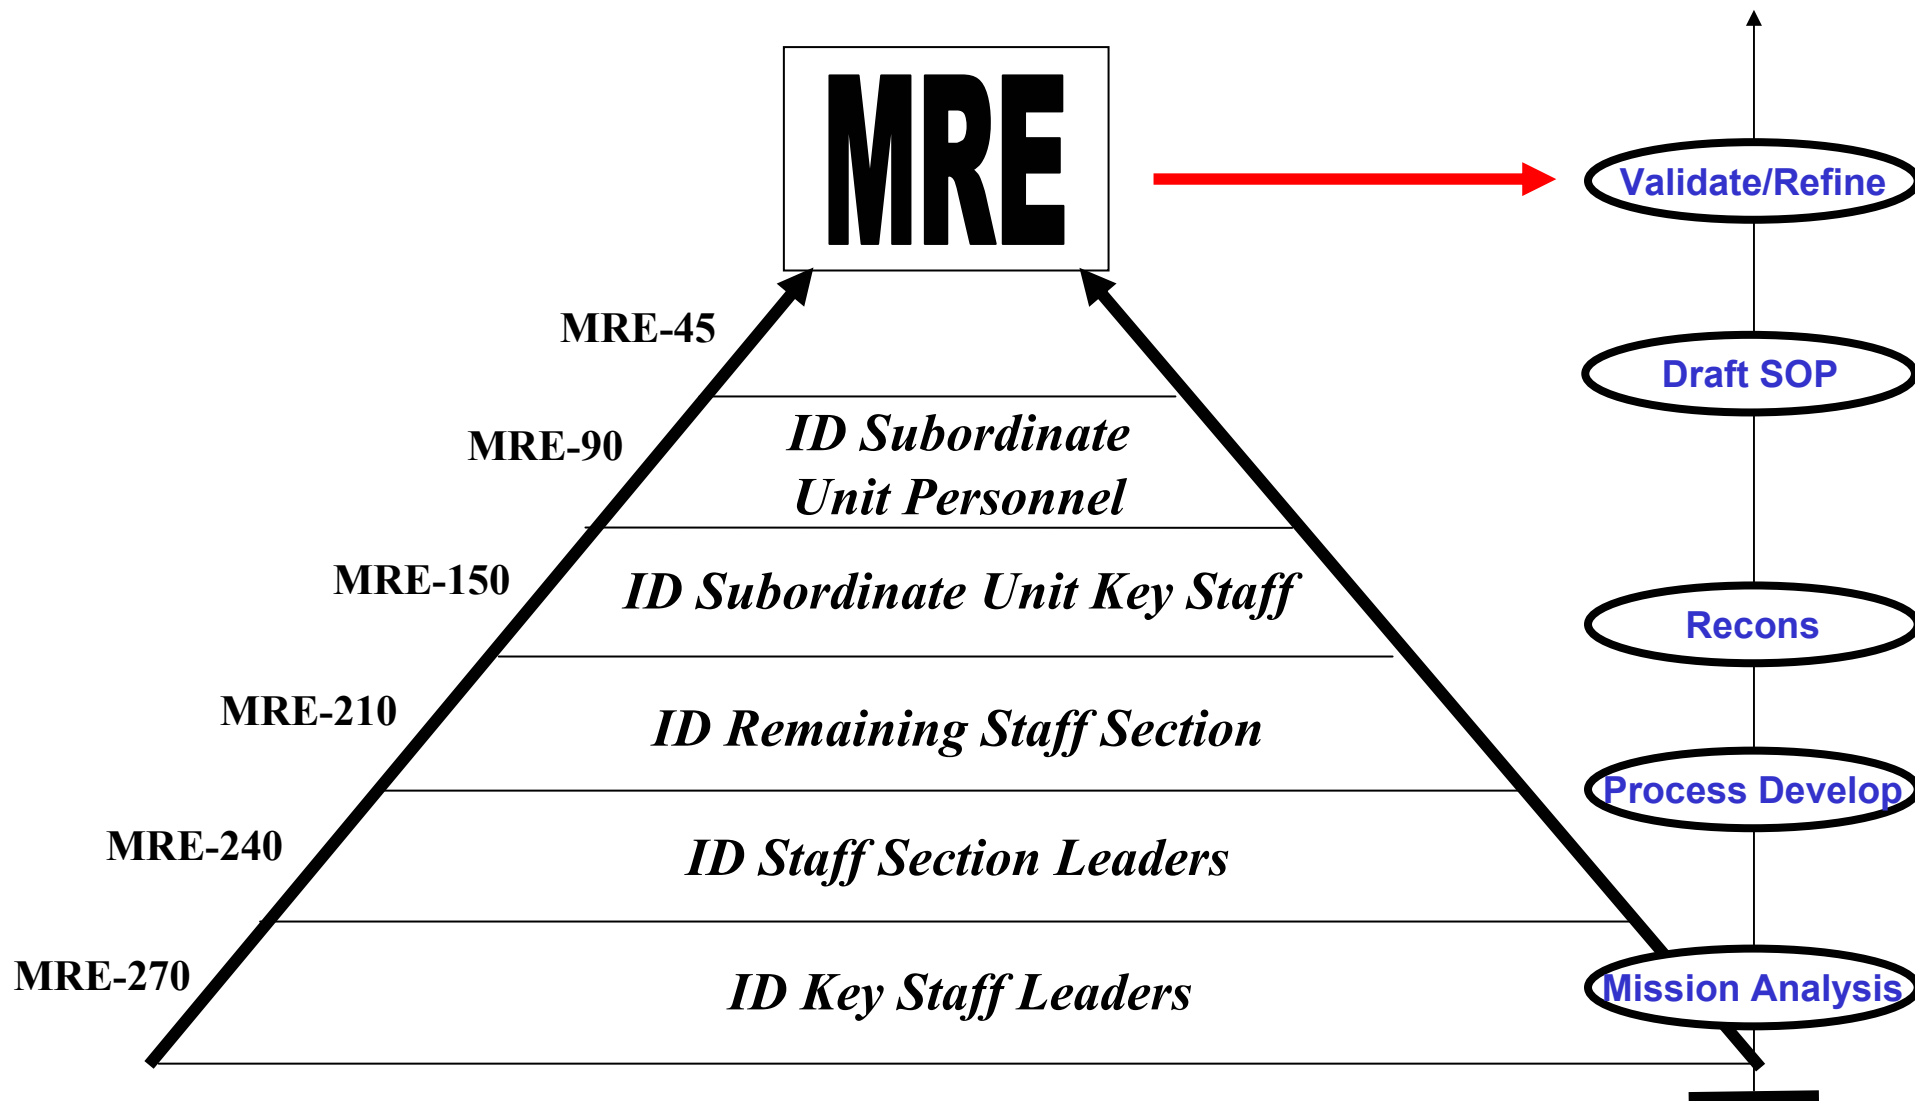 MRE
Validate/Refine
MRE-45
Draft SOP
MRE-90
ID Subordinate
Unit Personnel
MRE-150
ID Subordinate Unit Key Staff
Recons
MRE-210
ID Remaining Staff Section
Process Develop
MRE-240
ID Staff Section Leaders
MRE-270
ID Key Staff Leaders
Mission Analysis